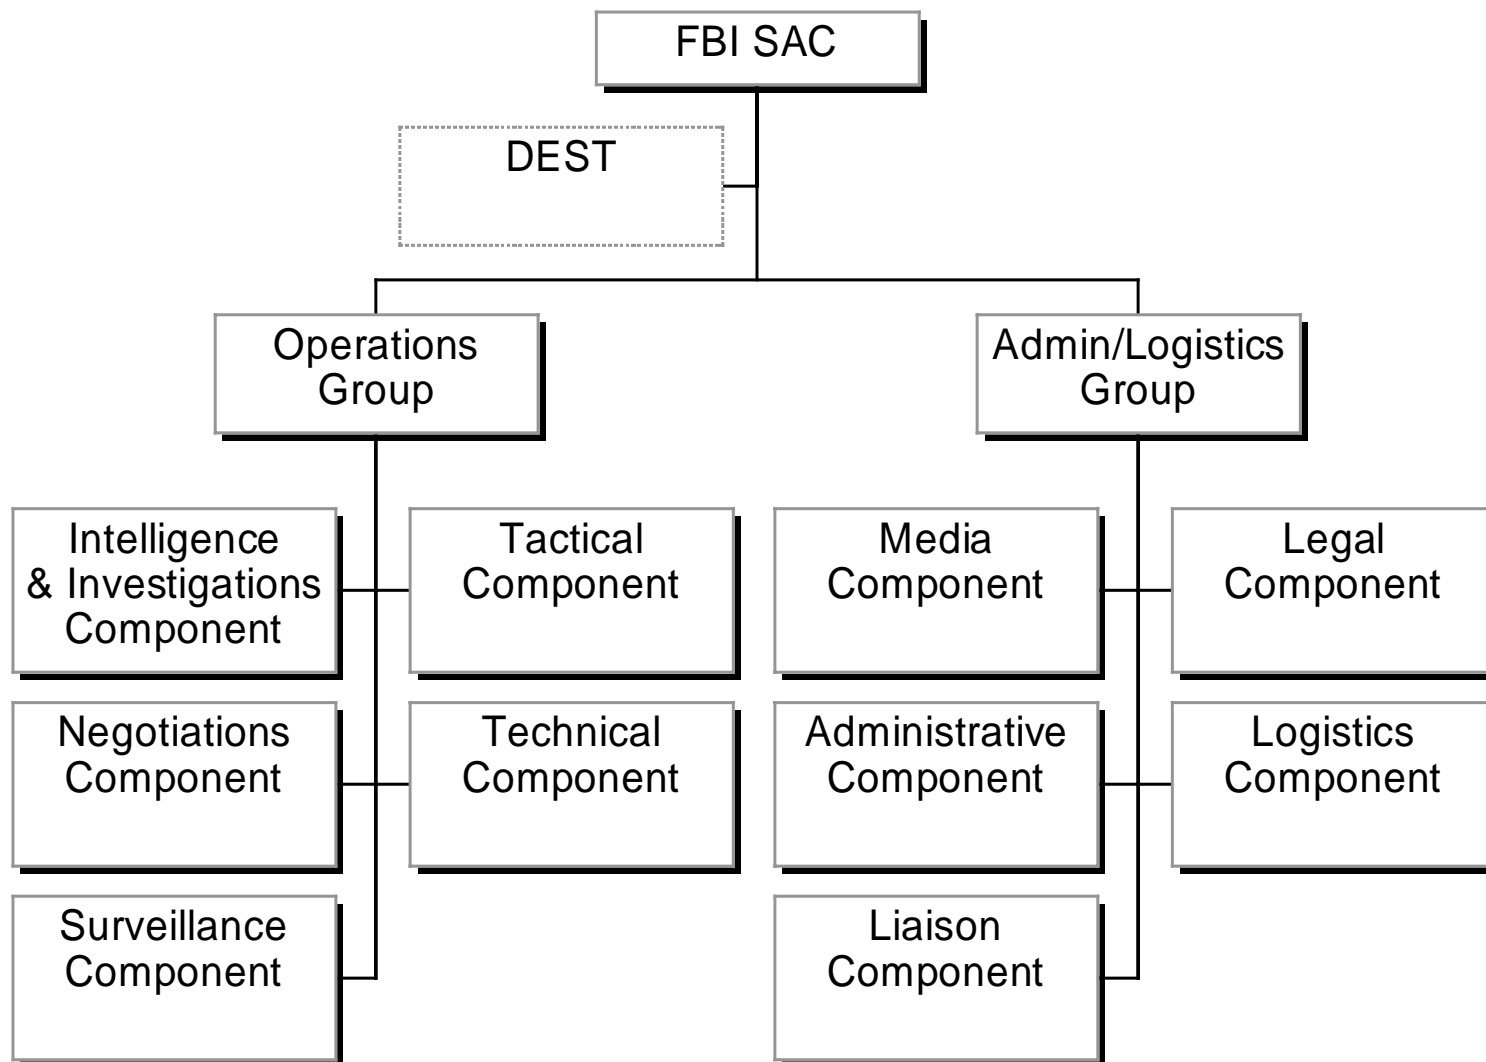 FBI SAC
DEST
Operations
Group
Admin/Logistics
Group
Intelligence
& Investigations
Component
Tactical
Component
Media
Component
Legal
Component
Negotiations
Component
Technical
Component
Administrative
Component
Logistics
Component
Surveillance
Component
Liaison
Component